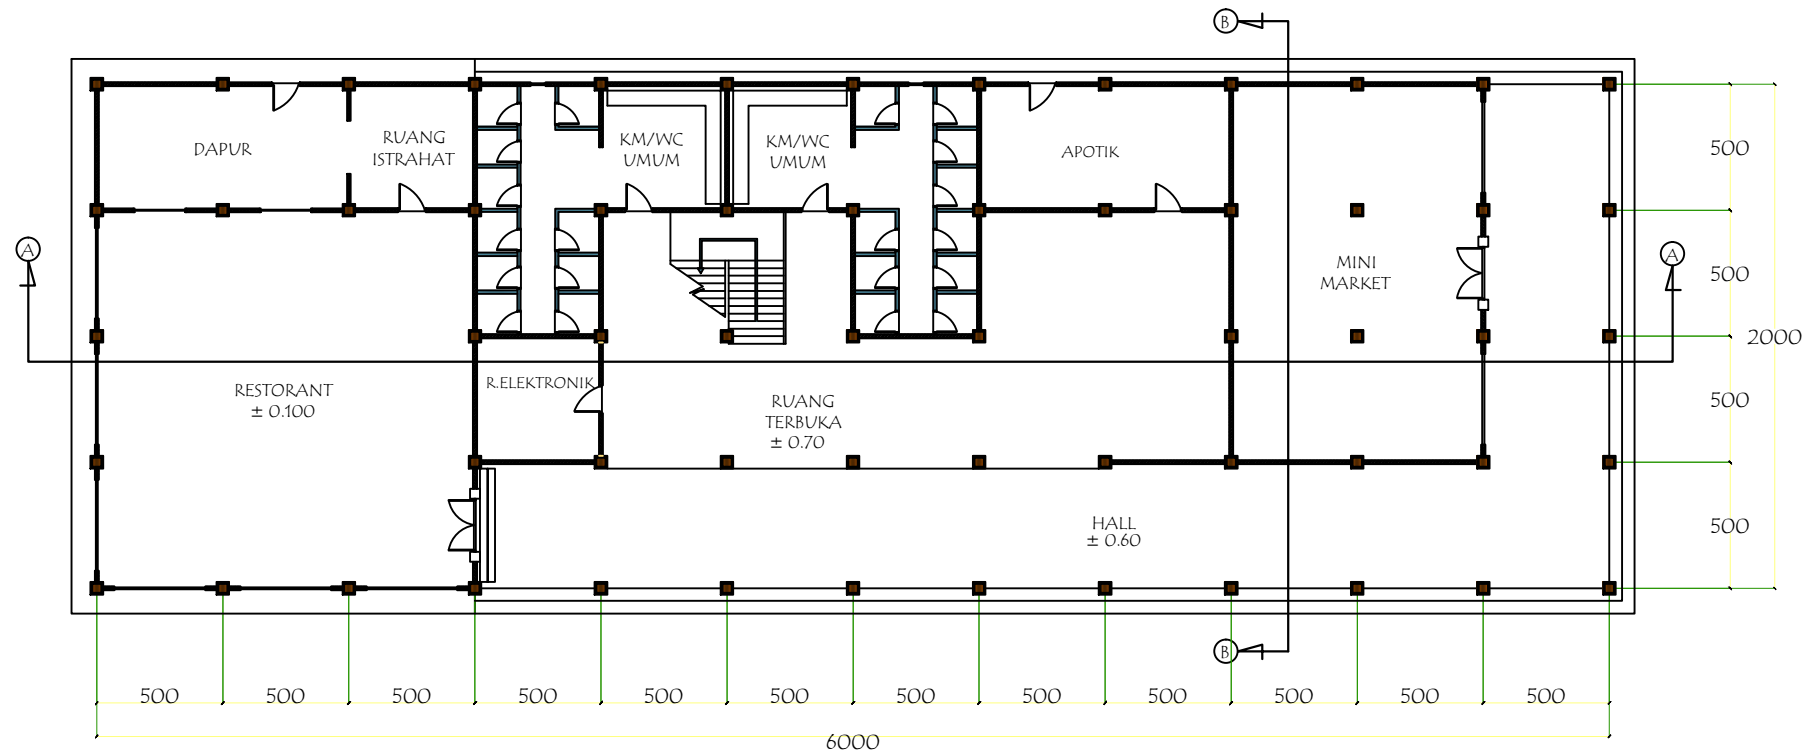 B
DAPUR
RUANG
ISTRAHAT
KM/WC
UMUM
KM/WC
UMUM
APOTIK
500
A
A
MINI
MARKET
500
2000
RESTORANT
± 0.100
R.ELEKTRONIK
RUANG
TERBUKA
± 0.70
500
HALL
± 0.60
500
B
500 500 500 500 500 500 500 500 500 500 500 500
6000